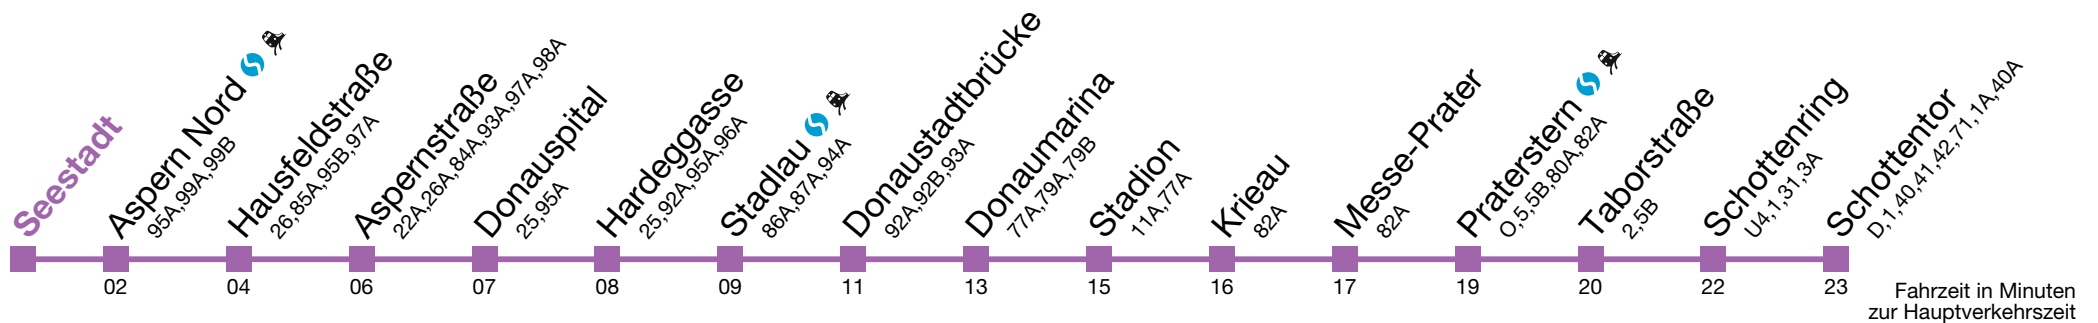 Seestadt
Aspern Nord
95A,99A,99B
Hausfeldstraße
26,85A,95B,97A
Aspernstraße
22A,26A,84A,93A,97A,98A
Donauspital
25,95A
Hardeggasse
25,92A,95A,96A
Stadlau
86A,87A,94A
Donaustadtbrücke
92A,92B,93A
Donaumarina
77A,79A,79B
Stadion
11A,77A
Krieau
82A
Messe-Prater
82A
Praterstern
O,5,5B,80A,82A
Taborstraße
2,5B
Schottenring
U4,1,31,3A
Schottentor
D,1,40,41,42,71,1A,40A
02
04
06
07
08
09
11
13
15
16
17
19
20
22
23
Fahrzeit in Minuten
zur Hauptverkehrszeit